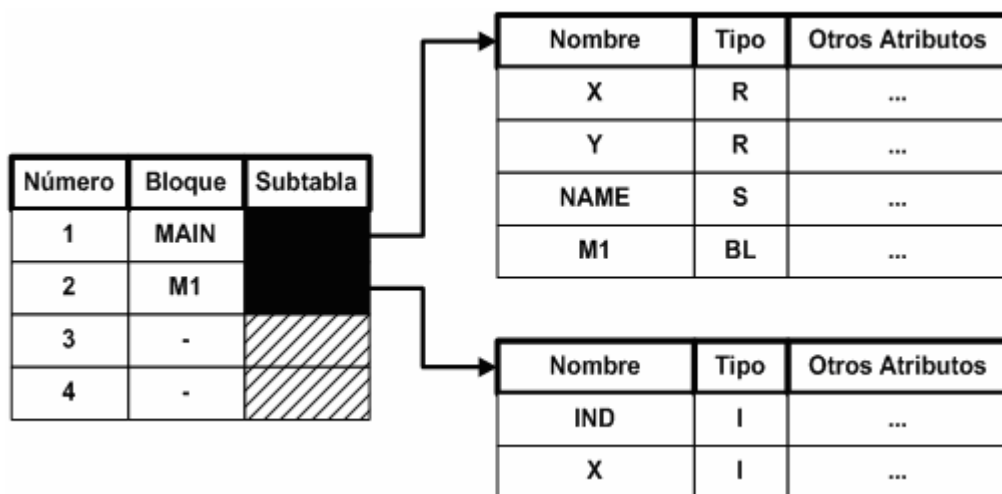 Número Bloque Subtabla
1 MAIN
2 M1
3 -
4 -
Nombre Tipo Otros Atributos
X R ...
Y R ...
NAME S ...
M1 BL ...
Nombre Tipo Otros Atributos
IND I ...
X I ...